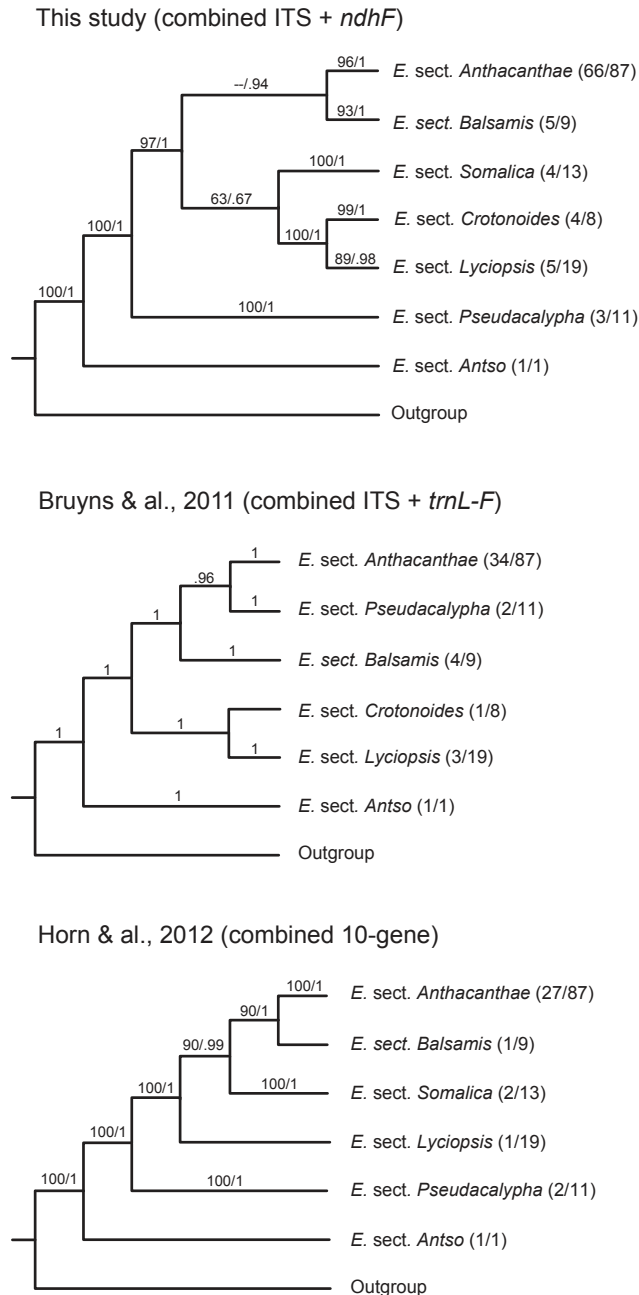 This study (combined ITS + ndhF)
96/1
E. sect. Anthacanthae (66/87)
--/.94
93/1
E. sect. Balsamis (5/9)
97/1
100/1
E. sect. Somalica (4/13)
63/.67
99/1
E. sect. Crotonoides (4/8)
100/1
100/1
89/.98
E. sect. Lyciopsis (5/19)
100/1
100/1
E. sect. Pseudacalypha (3/11)
E. sect. Antso (1/1)
Outgroup
Bruyns & al., 2011 (combined ITS + trnL-F)
1
E. sect. Anthacanthae (34/87)
.96
1
E. sect. Pseudacalypha (2/11)
1
1
E. sect. Balsamis (4/9)
1
E. sect. Crotonoides (1/8)
1
1
1
E. sect. Lyciopsis (3/19)
1
E. sect. Antso (1/1)
Outgroup
Horn & al., 2012 (combined 10-gene)
100/1
E. sect. Anthacanthae (27/87)
90/1
E. sect. Balsamis (1/9)
90/.99
100/1
E. sect. Somalica (2/13)
100/1
E. sect. Lyciopsis (1/19)
100/1
100/1
100/1
E. sect. Pseudacalypha (2/11)
E. sect. Antso (1/1)
Outgroup